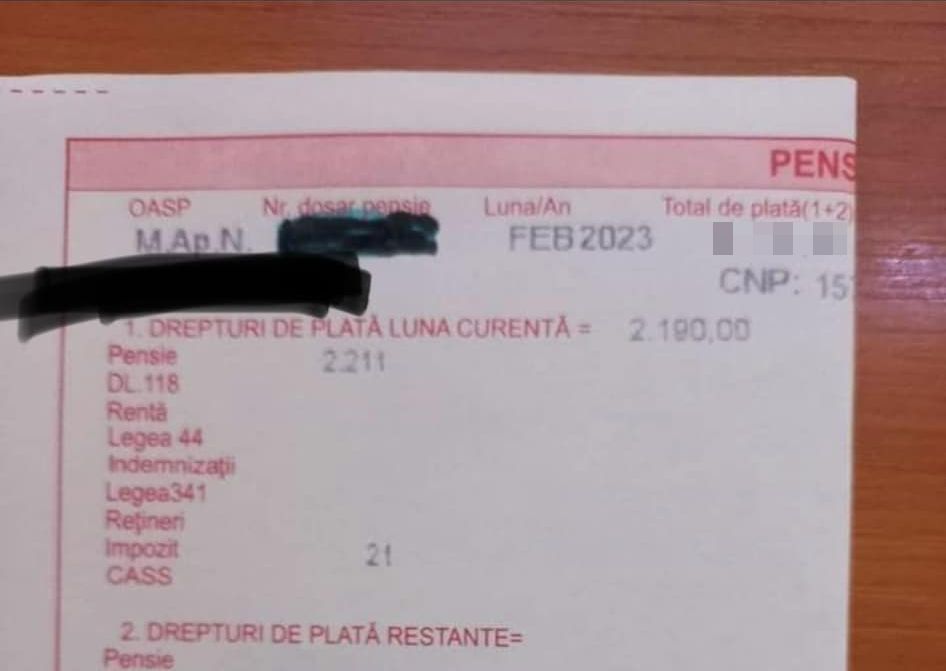 PENS
OASP Nr. dosar pensie Luna/An Total de plată(1+2)
M.Ap.N. FEB 2023
CNP: 15
1. DREPTURI DE PLATĂ LUNA CURENTĂ = 2.190,00
Pensie 2.211
DL.118
Rentă
Legea 44
Indemnizații
Legea341
Rețineri
Impozit 21
CASS
2. DREPTURI DE PLATĂ RESTANTE=
Pensie